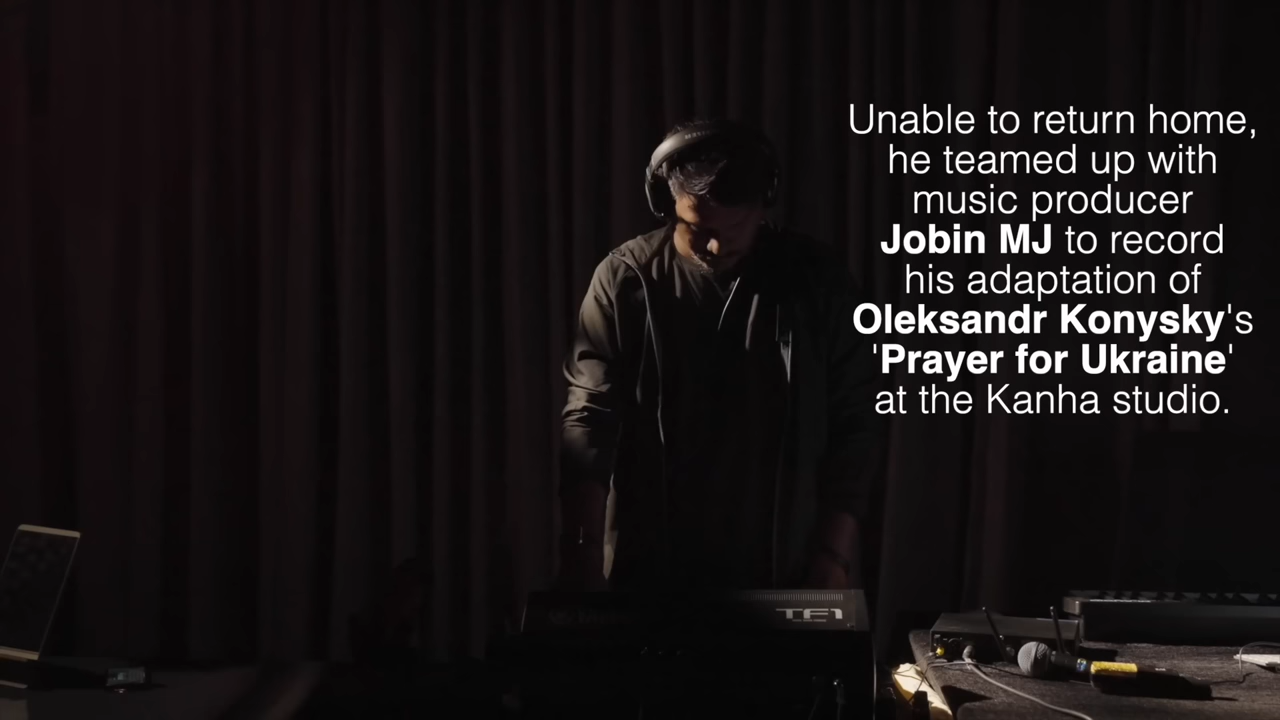 Unable to return home,
he teamed up with
music producer
Jobin MJ to record
his adaptation of
Oleksandr Konysky's
'Prayer for Ukraine'
at the Kanha studio.
TF1